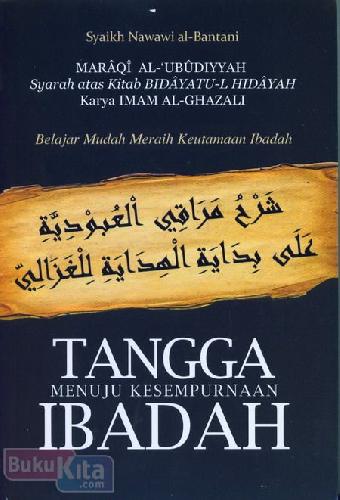 Syaikh Nawawi al-Bantani
MARÂQÎ AL-‘UBÛDIYYAH
Syarah atas Kitab BIDÂYATU-L HIDÂYAH
Karya IMAM AL-GHAZALI
Belajar Mudah Meraih Keutamaan Ibadah
شَرْحُ مَرَاقِي الْعُبُودِيَّةِ
عَلَى بِدَايَةِ الْهِدَايَةِ لِلْغَزَالِيّ
TANGGA
MENUJU KESEMPURNAAN
IBADAH
BukuKita.com